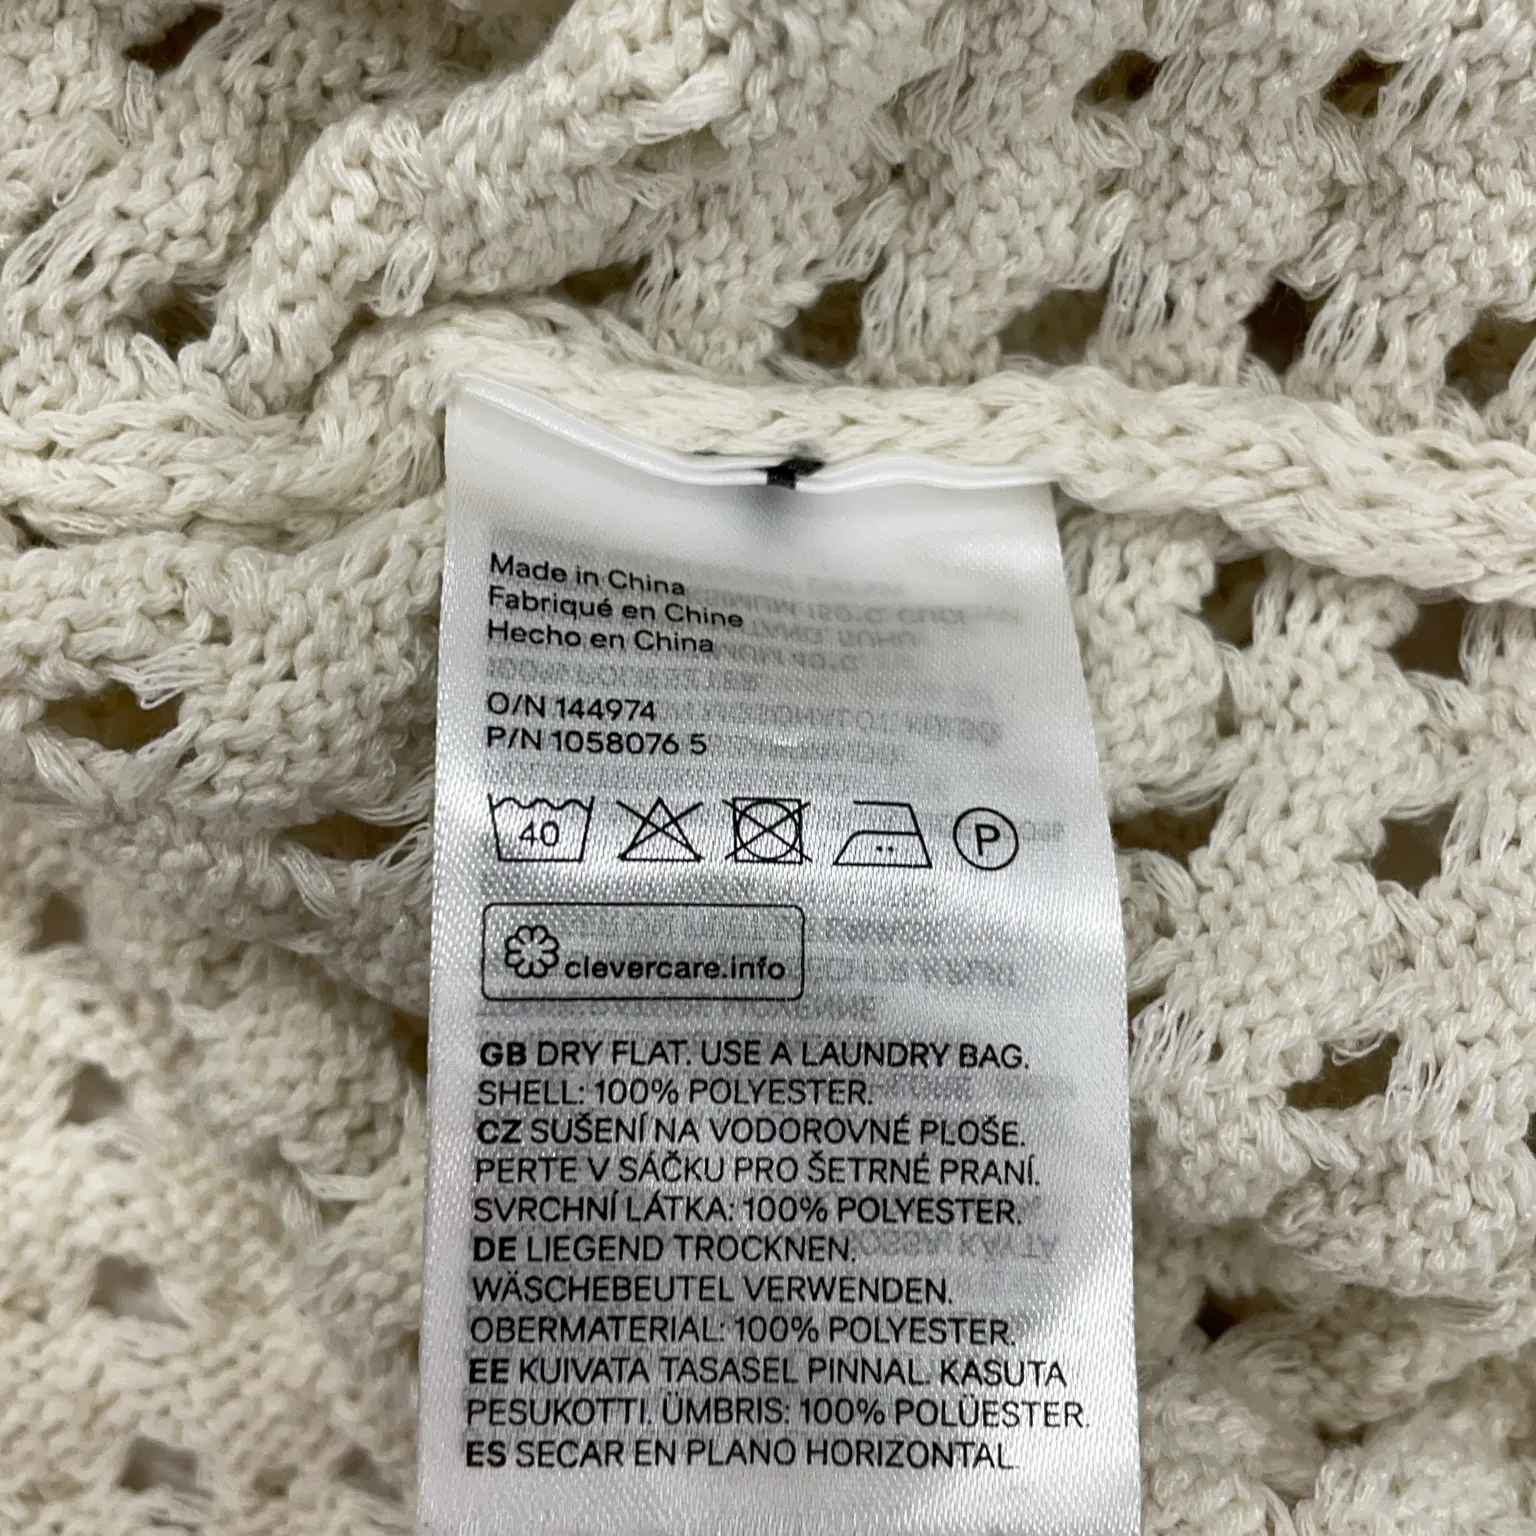 Made in China
Fabriqué en Chine
Hecho en China
O/N 144974
P/N 1058076 5
40
P
clevercare.info
GB DRY FLAT. USE A LAUNDRY BAG.
SHELL: 100% POLYESTER.
CZ SUŠENÍ NA VODOROVNÉ PLOŠE.
PERTE V SÁČKU PRO ŠETRNÉ PRANÍ.
SVRCHNÍ LÁTKA: 100% POLYESTER.
DE LIEGEND TROCKNEN.
WÄSCHEBEUTEL VERWENDEN.
OBERMATERIAL: 100% POLYESTER.
EE KUIVATA TASASEL PINNAL. KASUTA
PESUKOTTI. ÜMBRIS: 100% POLÜESTER.
ES SECAR EN PLANO HORIZONTAL.